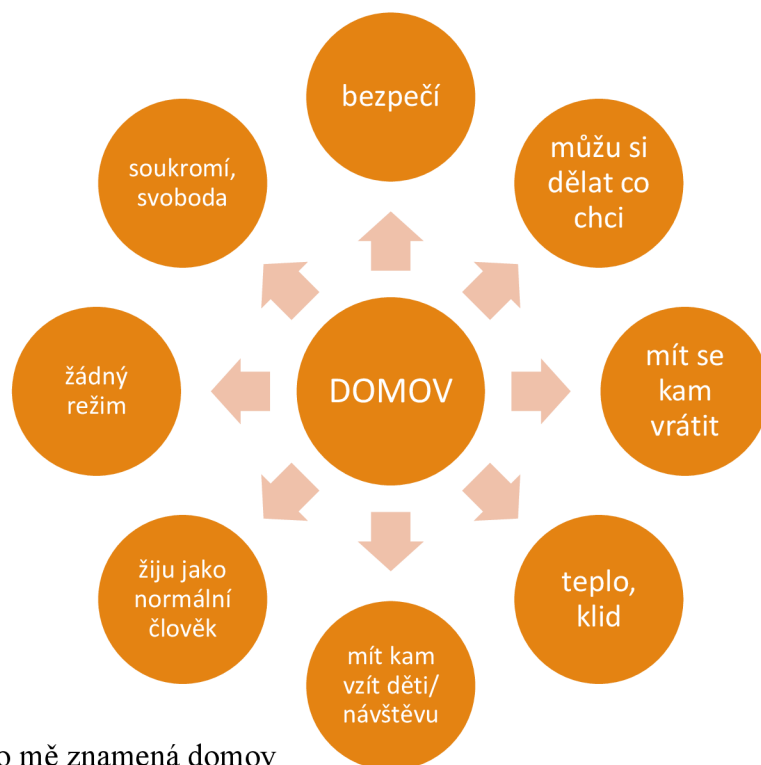 bezpečí
můžu si
dělat co
chci
mít se
kam
vrátit
teplo,
klid
mít kam
vzít děti/
návštěvu
žiju jako
normální
člověk
žádný
režim
soukromí,
svoboda
DOMOV
o mě znamená domov